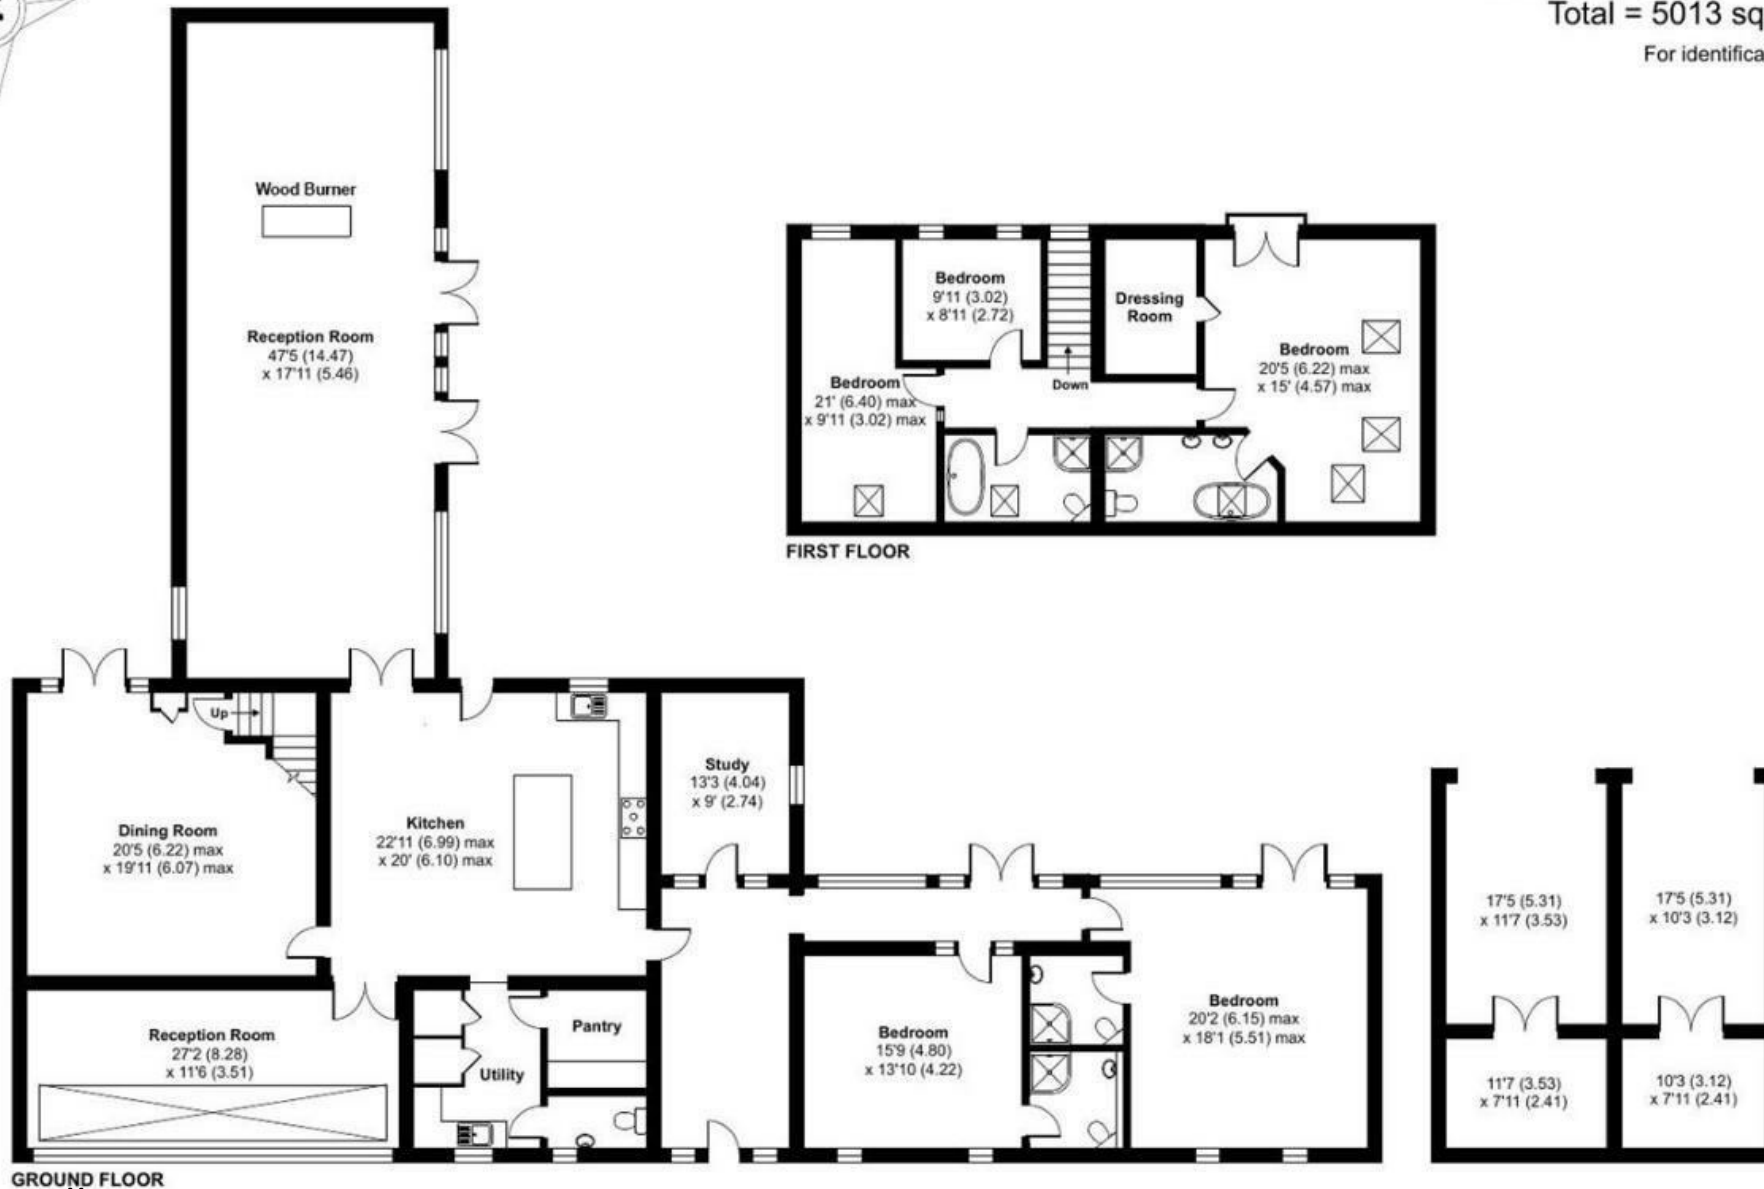 Total = 5013 sq
For identifica
Wood Burner
Reception Room
47'5 (14.47)
x 17'11 (5.46)
Bedroom
9'11 (3.02)
x 8'11 (2.72)
Dressing
Room
Bedroom
20'5 (6.22) max
x 15' (4.57) max
Bedroom
21' (6.40) max
x 9'11 (3.02) max
Down
FIRST FLOOR
Up
Dining Room
20'5 (6.22) max
x 19'11 (6.07) max
Kitchen
22'11 (6.99) max
x 20' (6.10) max
Study
13'3 (4.04)
x 9' (2.74)
Reception Room
27'2 (8.28)
x 11'6 (3.51)
Pantry
Utility
Bedroom
15'9 (4.80)
x 13'10 (4.22)
Bedroom
20'2 (6.15) max
x 18'1 (5.51) max
17'5 (5.31)
x 11'7 (3.53)
17'5 (5.31)
x 10'3 (3.12)
11'7 (3.53)
x 7'11 (2.41)
10'3 (3.12)
x 7'11 (2.41)
GROUND FLOOR